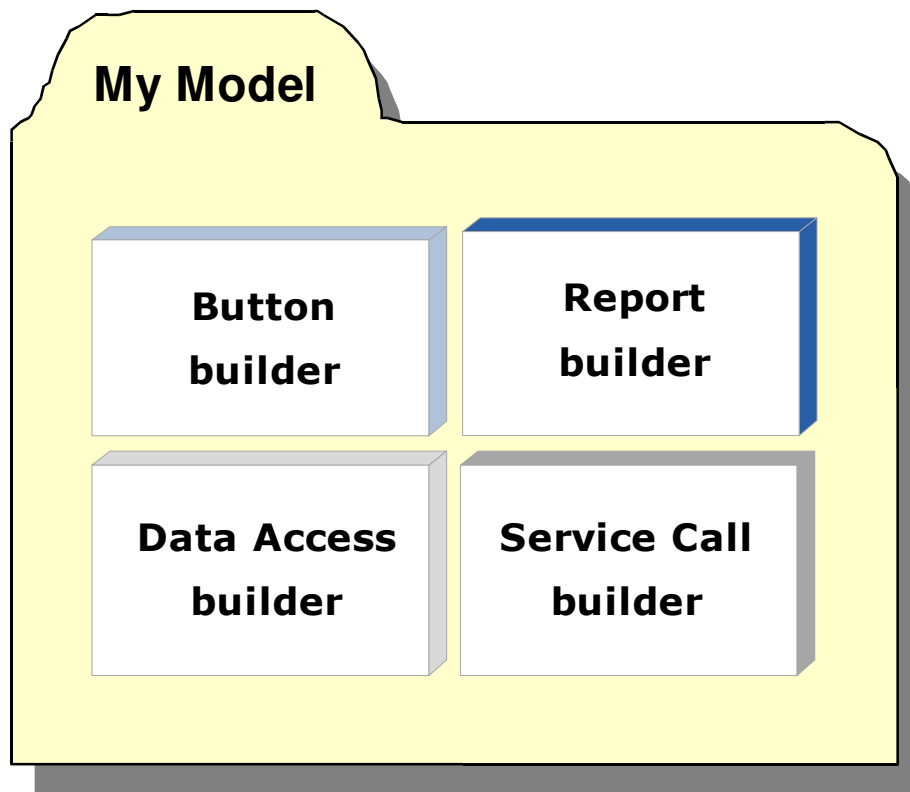 My Model
Button
builder
Report
builder
Data Access
builder
Service Call
builder